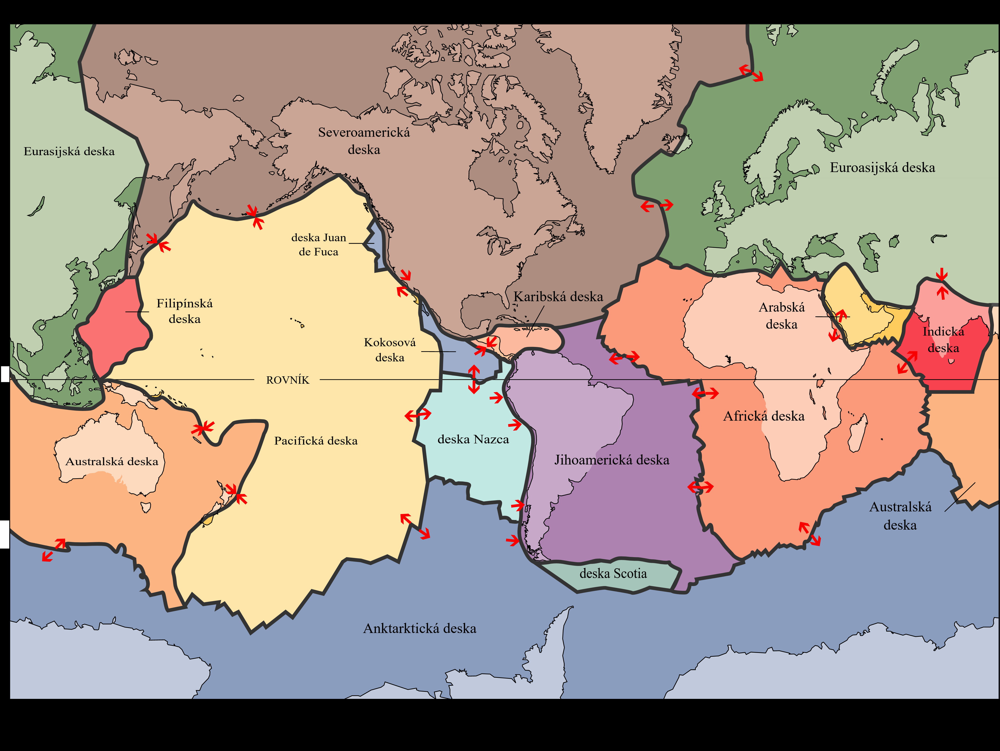 Severoamerická
deska
Eurasijská deska
Euroasijská deska
deska Juan
de Fuca
Karibská deska
Filipínská
deska
Arabská
deska
Indická
deska
Kokosová
deska
ROVNÍK
Africká deska
Pacifická deska
deska Nazca
Australská deska
Jihoamerická deska
Australská
deska
deska Scotia
Anktarktická deska